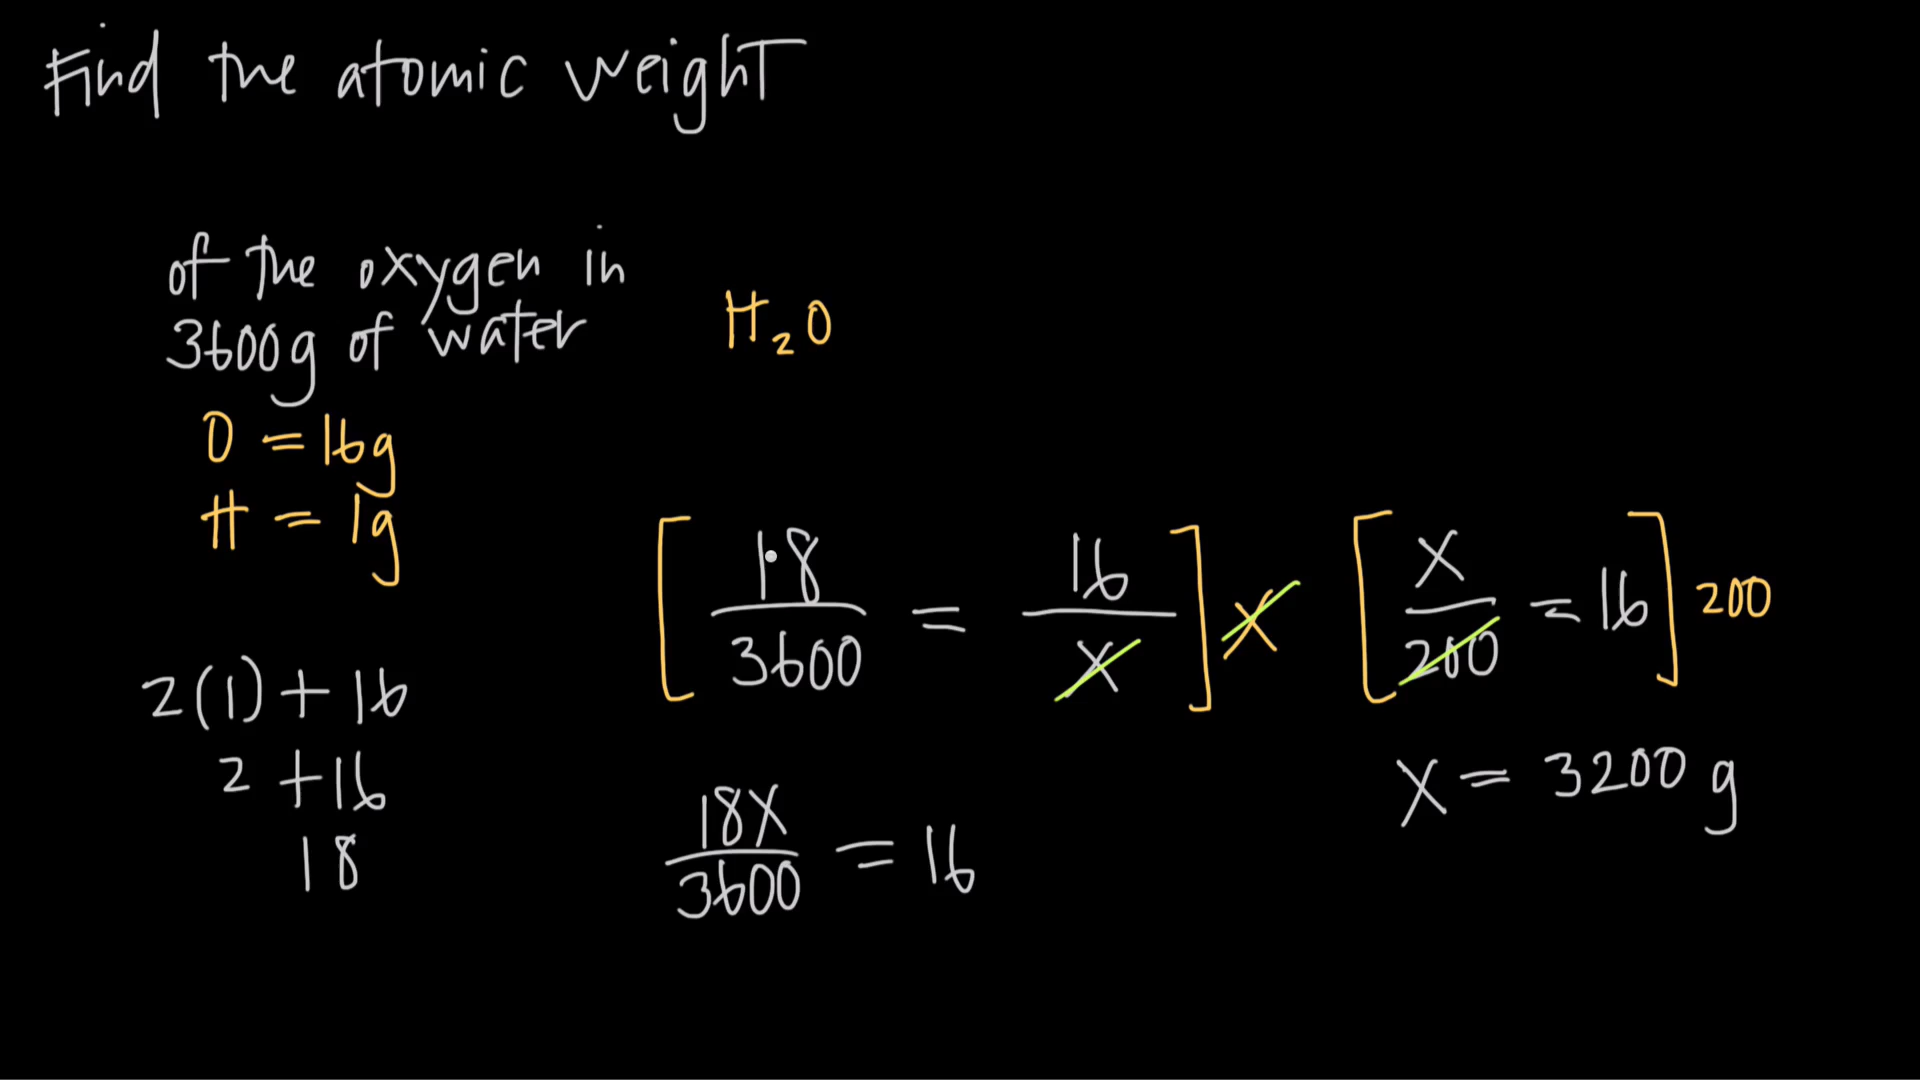 Find the atomic weight
of the oxygen in
3600g of water
H₂O
O = 16g
H = 1g
[ 18/3600 = 16/x ] x
[ x/200 = 16 ] 200
2(1) + 16
2 + 16
18
18x/3600 = 16
x = 3200 g